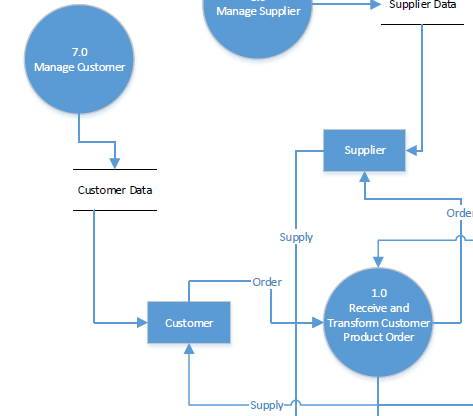 Manage Supplier
Supplier Data
7.0
Manage Customer
Supplier
Customer Data
Supply
Order
1.0
Receive and
Transform Customer
Product Order
Customer
Supply